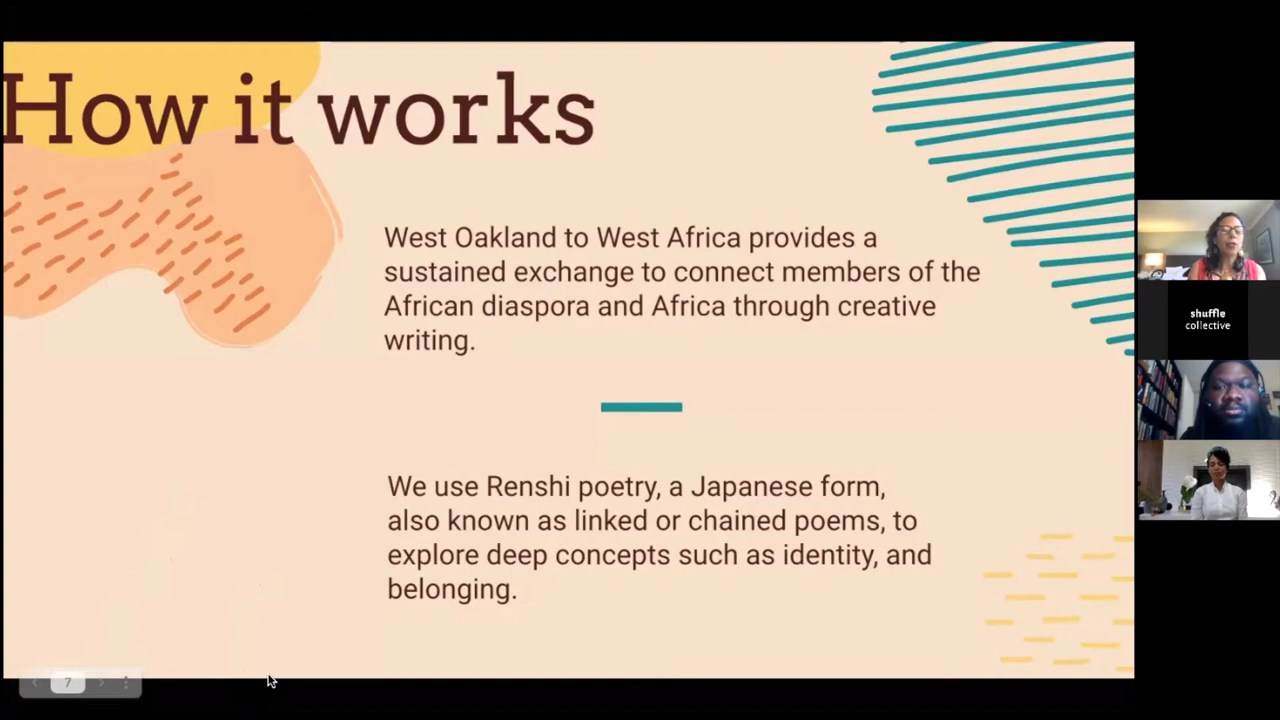 How it works
West Oakland to West Africa provides a
sustained exchange to connect members of the
African diaspora and Africa through creative
writing.
We use Renshi poetry, a Japanese form,
also known as linked or chained poems, to
explore deep concepts such as identity, and
belonging.
7
shuffle
collective